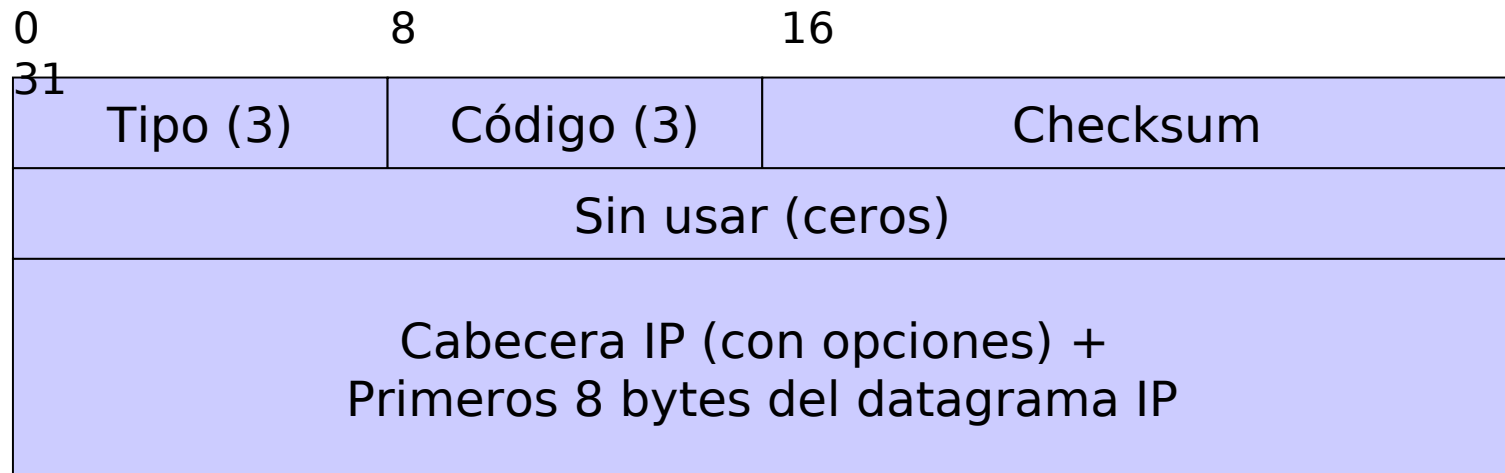 0 8 16
31
Tipo (3) Código (3) Checksum
Sin usar (ceros)
Cabecera IP (con opciones) +
Primeros 8 bytes del datagrama IP